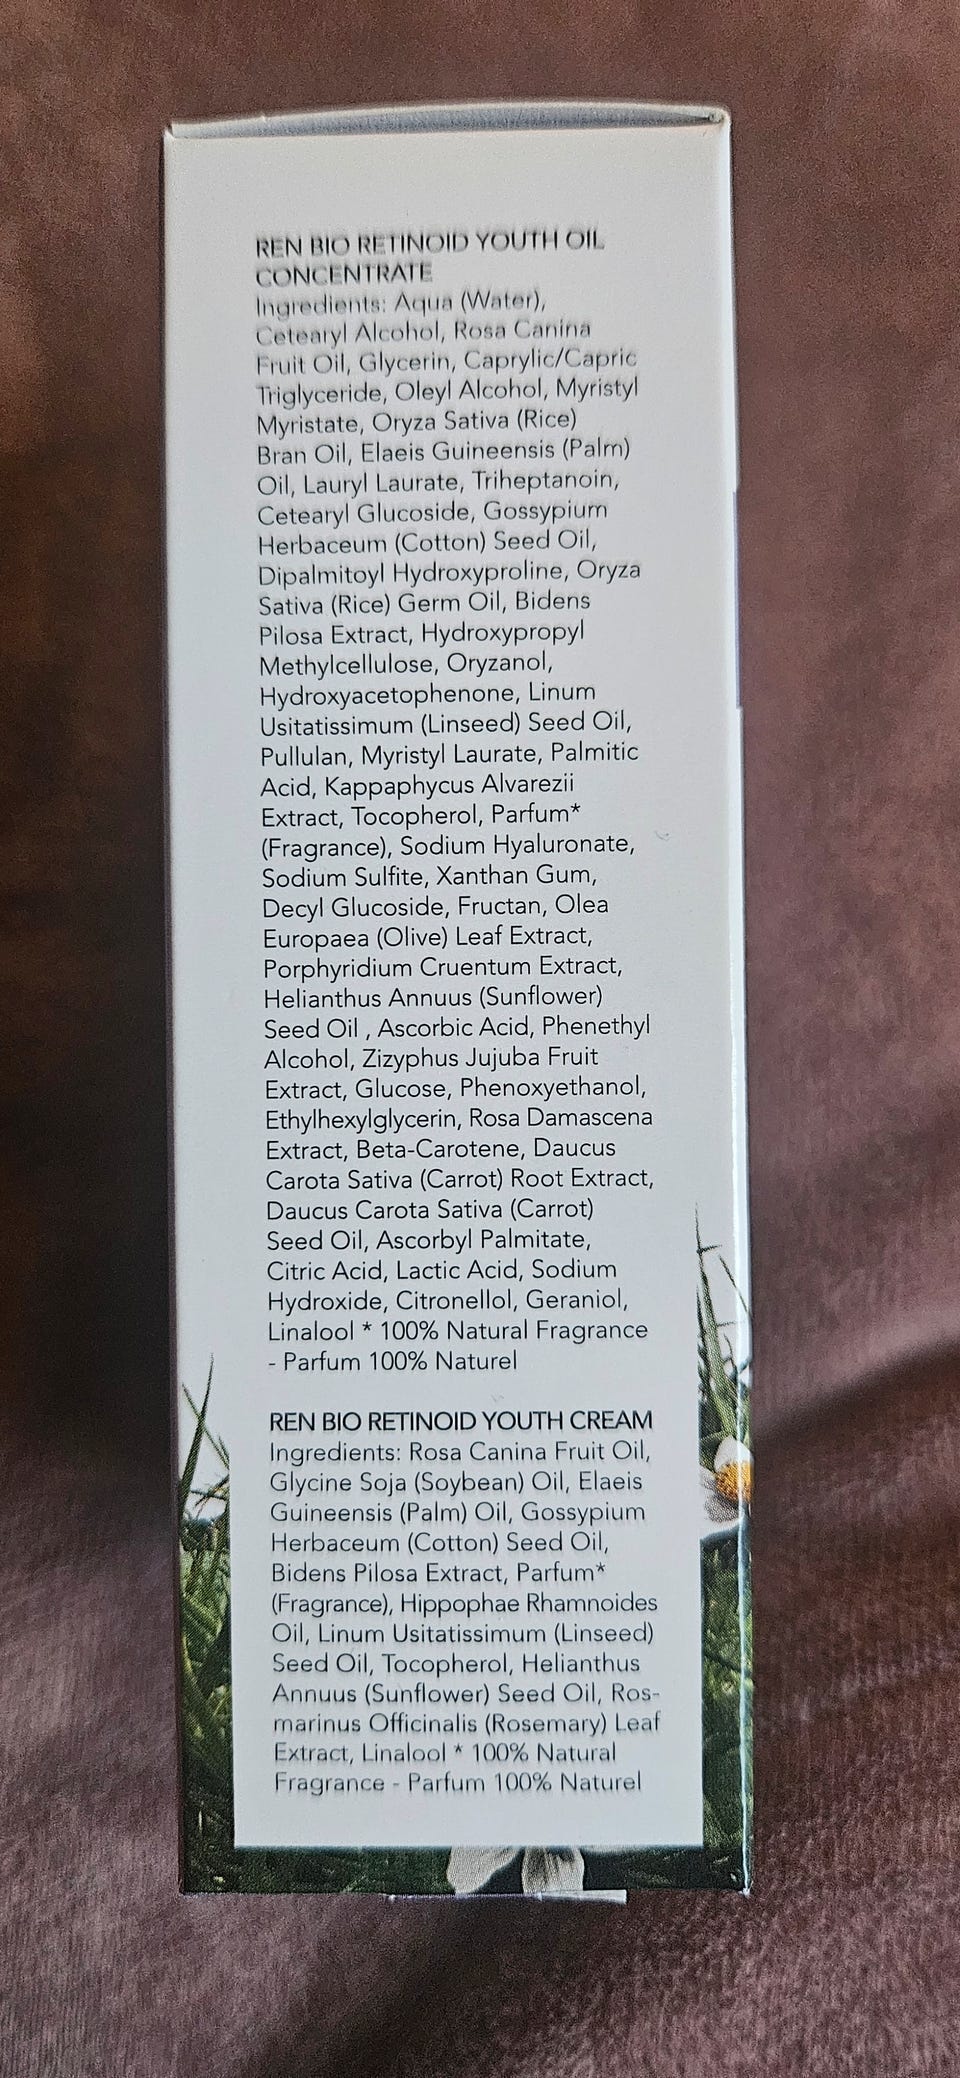 REN BIO RETINOID YOUTH OIL
CONCENTRATE
Ingredients: Aqua (Water),
Cetearyl Alcohol, Rosa Canina
Fruit Oil, Glycerin, Caprylic/Capric
Triglyceride, Oleyl Alcohol, Myristyl
Myristate, Oryza Sativa (Rice)
Bran Oil, Elaeis Guineensis (Palm)
Oil, Lauryl Laurate, Triheptanoin,
Cetearyl Glucoside, Gossypium
Herbaceum (Cotton) Seed Oil,
Dipalmitoyl Hydroxyproline, Oryza
Sativa (Rice) Germ Oil, Bidens
Pilosa Extract, Hydroxypropyl
Methylcellulose, Oryzanol,
Hydroxyacetophenone, Linum
Usitatissimum (Linseed) Seed Oil,
Pullulan, Myristyl Laurate, Palmitic
Acid, Kappaphycus Alvarezii
Extract, Tocopherol, Parfum*
(Fragrance), Sodium Hyaluronate,
Sodium Sulfite, Xanthan Gum,
Decyl Glucoside, Fructan, Olea
Europaea (Olive) Leaf Extract,
Porphyridium Cruentum Extract,
Helianthus Annuus (Sunflower)
Seed Oil , Ascorbic Acid, Phenethyl
Alcohol, Zizyphus Jujuba Fruit
Extract, Glucose, Phenoxyethanol,
Ethylhexylglycerin, Rosa Damascena
Extract, Beta-Carotene, Daucus
Carota Sativa (Carrot) Root Extract,
Daucus Carota Sativa (Carrot)
Seed Oil, Ascorbyl Palmitate,
Citric Acid, Lactic Acid, Sodium
Hydroxide, Citronellol, Geraniol,
Linalool * 100% Natural Fragrance
- Parfum 100% Naturel
REN BIO RETINOID YOUTH CREAM
Ingredients: Rosa Canina Fruit Oil,
Glycine Soja (Soybean) Oil, Elaeis
Guineensis (Palm) Oil, Gossypium
Herbaceum (Cotton) Seed Oil,
Bidens Pilosa Extract, Parfum*
(Fragrance), Hippophae Rhamnoides
Oil, Linum Usitatissimum (Linseed)
Seed Oil, Tocopherol, Helianthus
Annuus (Sunflower) Seed Oil, Ros-
marinus Officinalis (Rosemary) Leaf
Extract, Linalool * 100% Natural
Fragrance - Parfum 100% Naturel